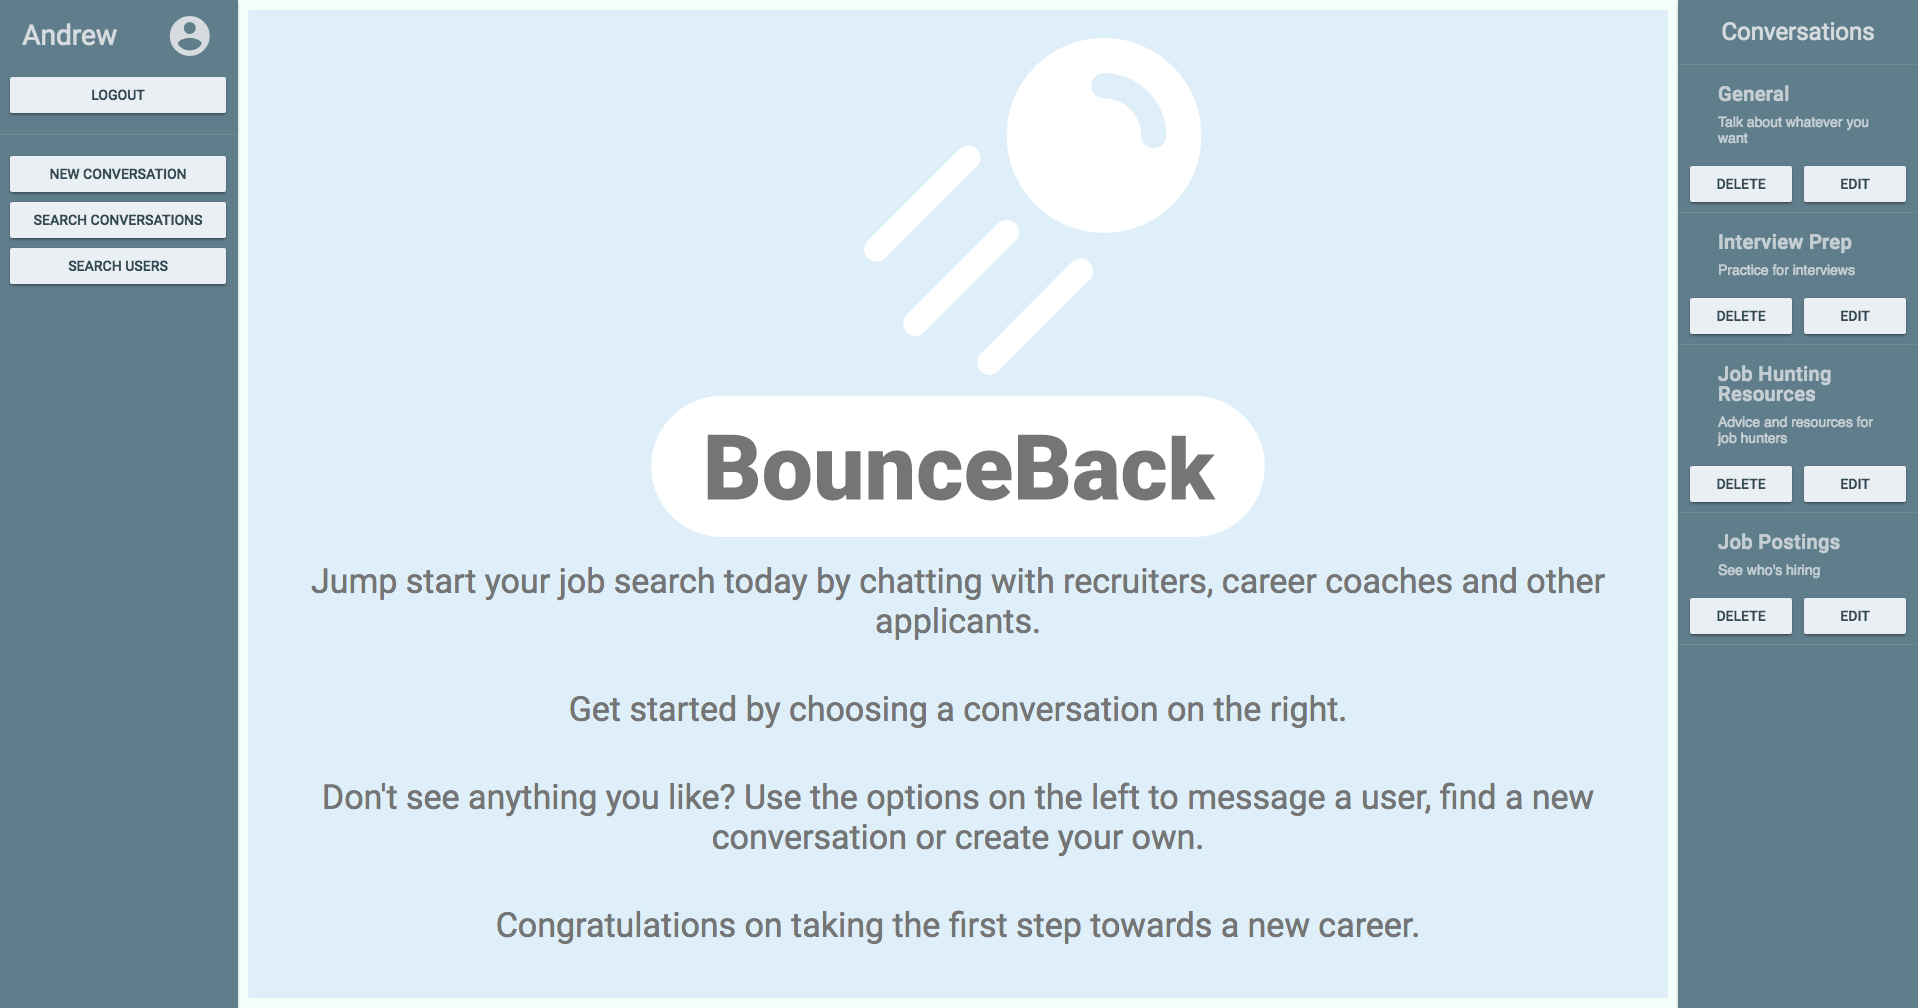 Andrew
LOGOUT
NEW CONVERSATION
SEARCH CONVERSATIONS
SEARCH USERS
BounceBack
Jump start your job search today by chatting with recruiters, career coaches and other
applicants.
Get started by choosing a conversation on the right.
Don't see anything you like? Use the options on the left to message a user, find a new
conversation or create your own.
Congratulations on taking the first step towards a new career.
Conversations
General
Talk about whatever you
want
DELETE EDIT
Interview Prep
Practice for interviews
DELETE EDIT
Job Hunting
Resources
Advice and resources for
job hunters
DELETE EDIT
Job Postings
See who's hiring
DELETE EDIT